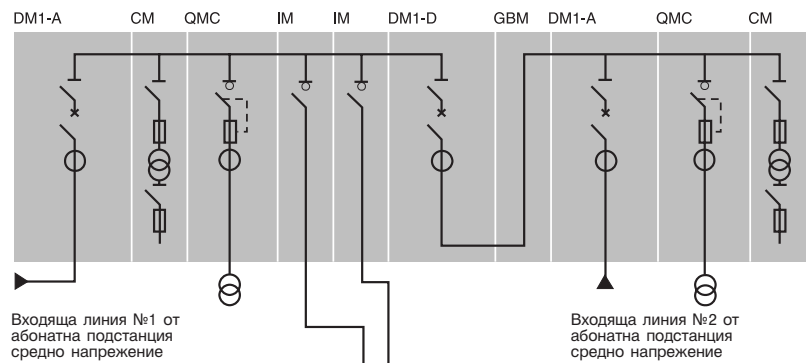 DM1-A CM QMC IM IM DM1-D GBM DM1-A QMC CM
Входяща линия №1 от
абонатна подстанция
средно напрежение
Входяща линия №2 от
абонатна подстанция
средно напрежение